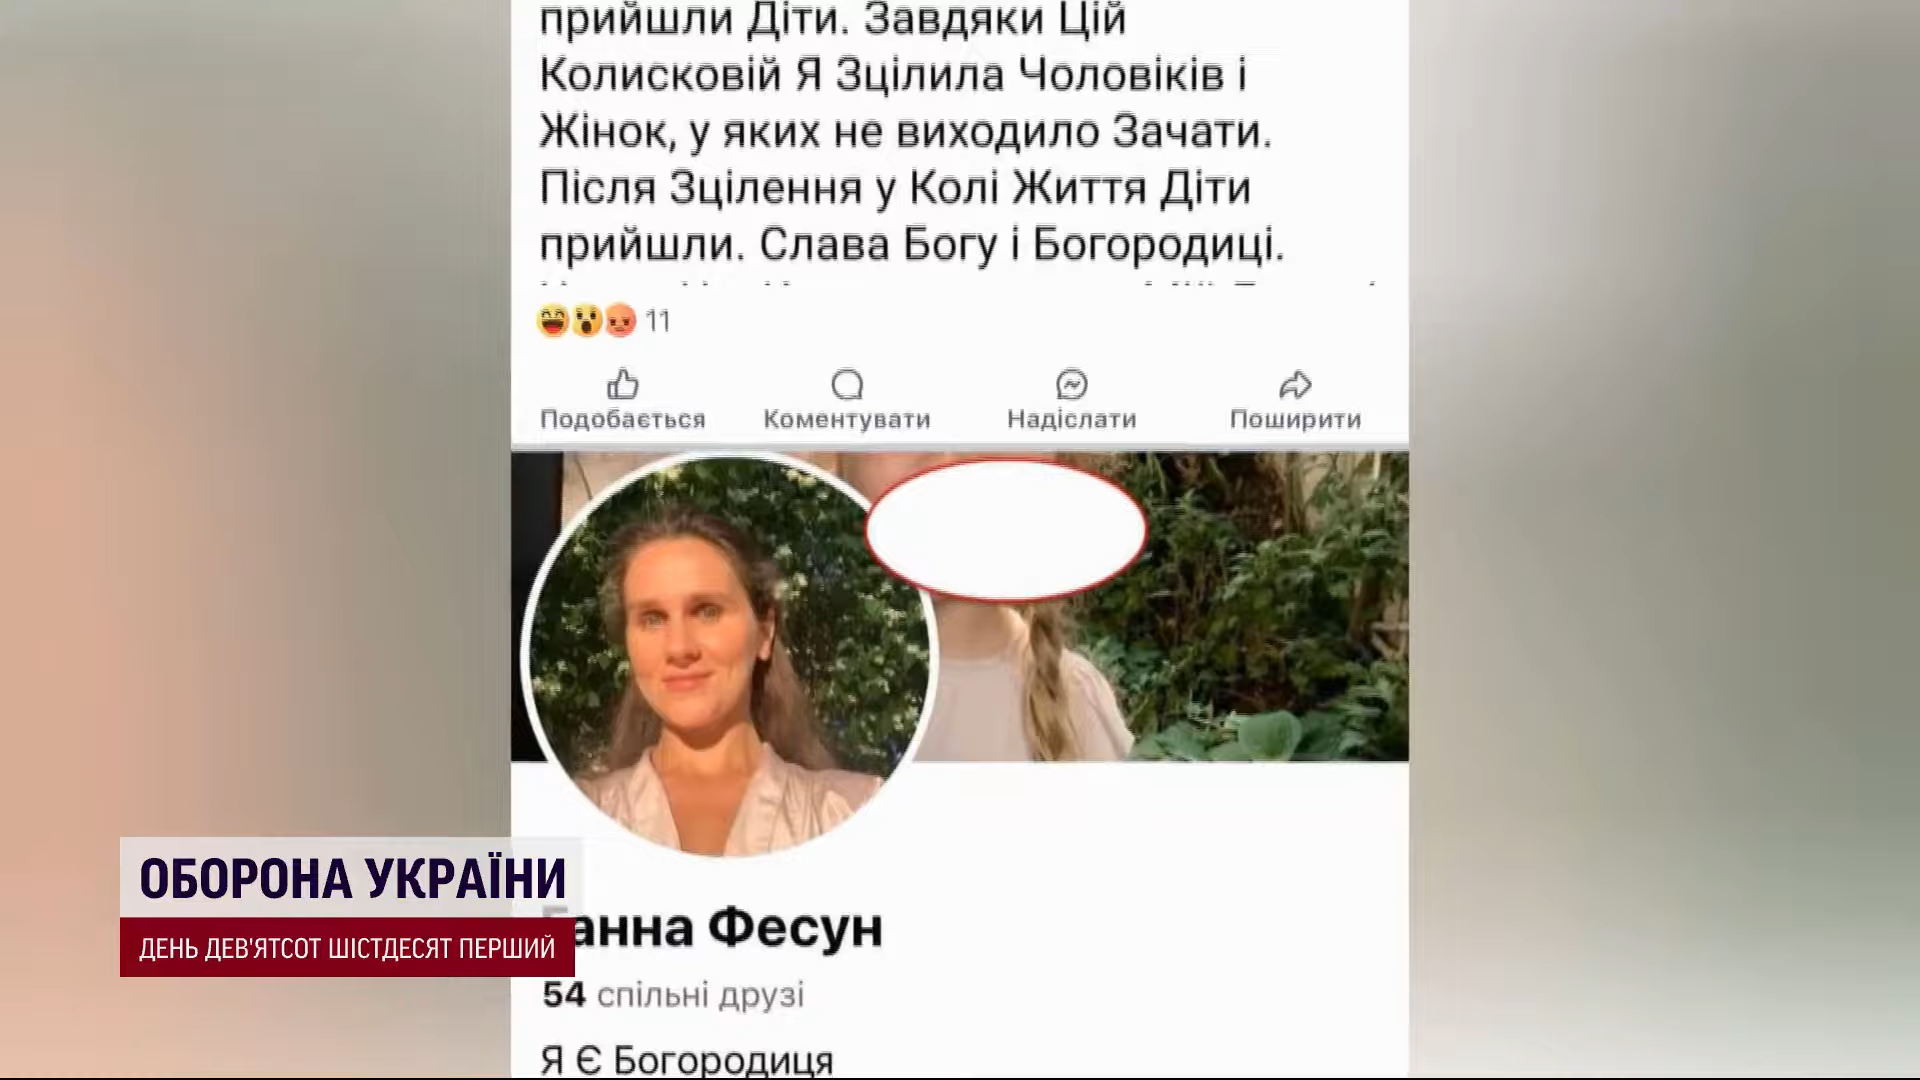 прийшли Діти. Завдяки Цій
Колисковій Я Зцілила Чоловіків і
Жінок, у яких не виходило Зачати.
Після Зцілення у Колі Життя Діти
прийшли. Слава Богу і Богородиці.
11
Подобається
Коментувати
Надіслати
Поширити
ОБОРОНА УКРАЇНИ
ДЕНЬ ДЕВ'ЯТСОТ ШІСТДЕСЯТ ПЕРШИЙ
Ганна Фесун
54 спільні друзі
Я Є Богородиця